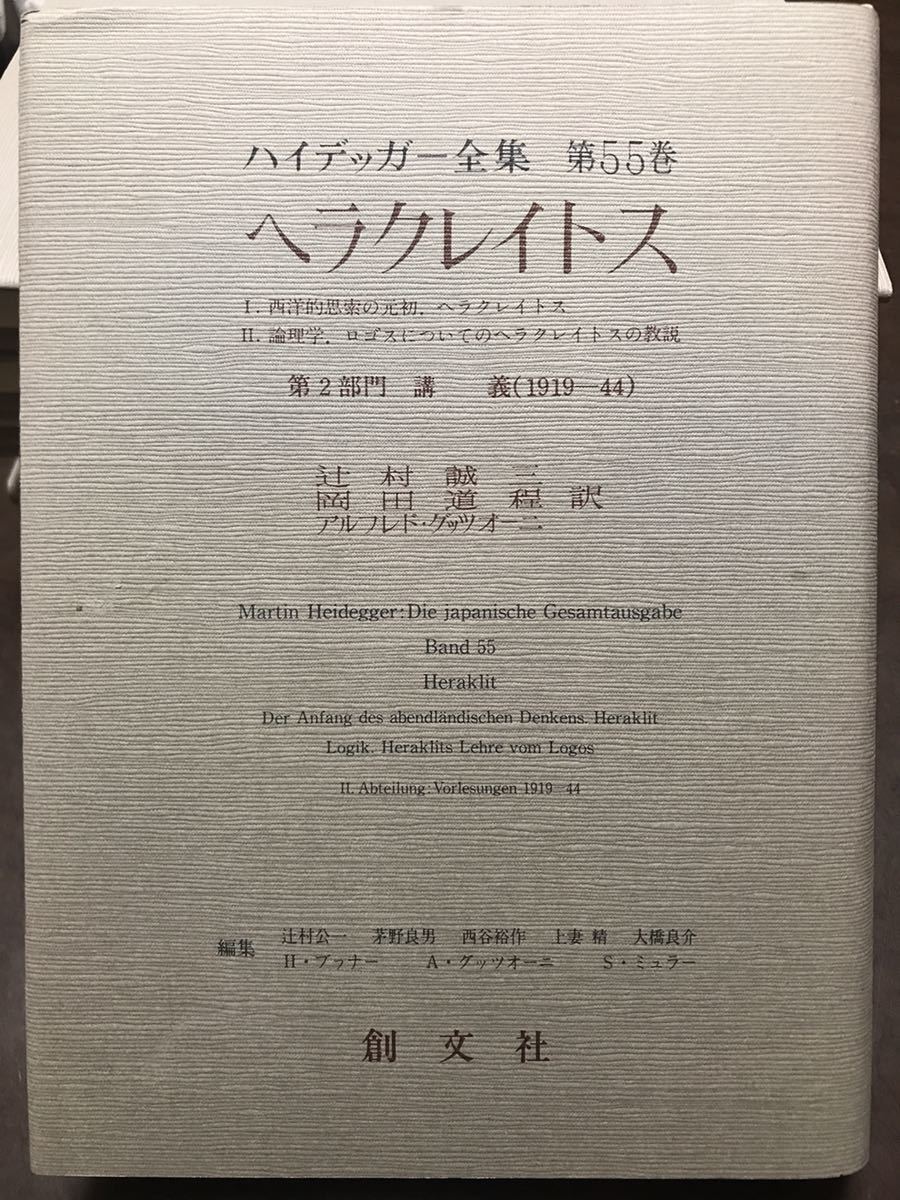 ハイデッガー全集 第55巻
ヘラクレイトス
I. 西洋的思索の元初．ヘラクレイトス
II. 論理学．ロゴスについてのヘラクレイトスの教説
第2部門 講 義(1919—44)
辻村誠三
岡田道程 訳
アルフレド・グッツオーニ
Martin Heidegger: Die japanische Gesamtausgabe
Band 55
Heraklit
Der Anfang des abendländischen Denkens. Heraklit
Logik. Heraklits Lehre vom Logos
II. Abteilung: Vorlesungen 1919—44
編集 辻村公一 茅野良男 西谷裕作 上妻 精 大橋良介
H・ブァナー A・グッツオーニ S・ミュラー
創文社